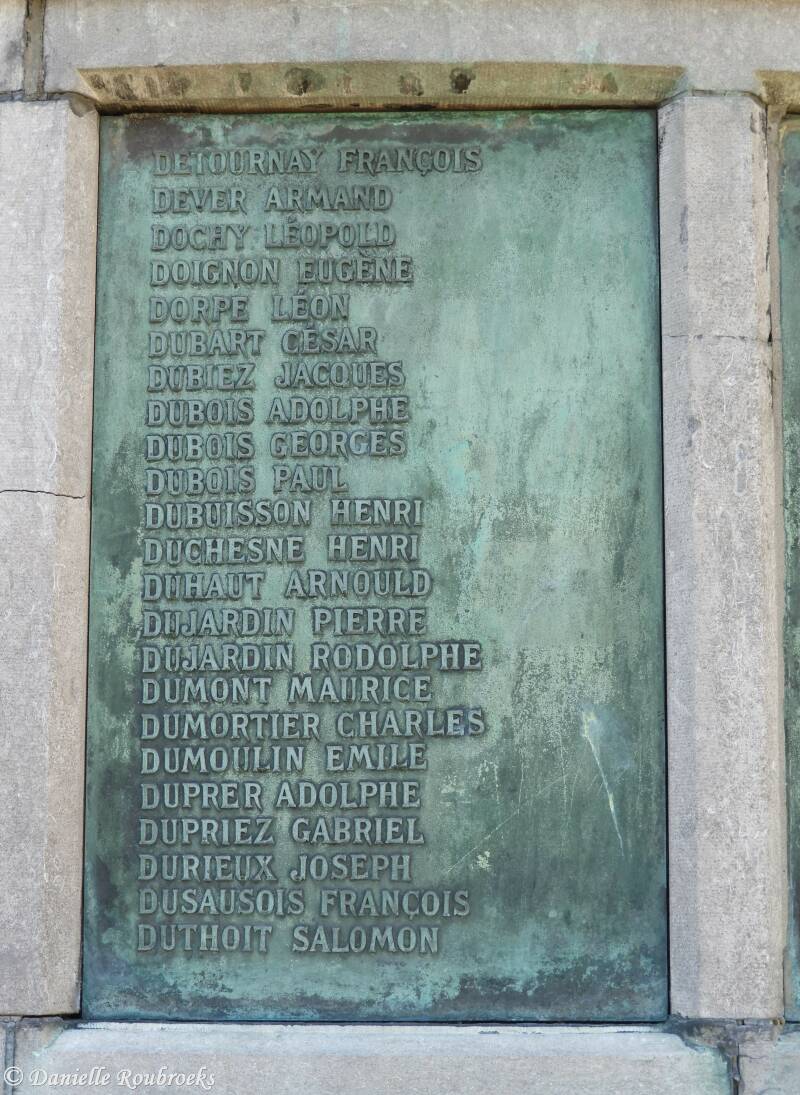 DETOURNAY FRANÇOIS
DEVER ARMAND
DOCHY LÉOPOLD
DOIGNON EUGÈNE
DORPE LÉON
DUBART CÉSAR
DUBIEZ JACQUES
DUBOIS ADOLPHE
DUBOIS GEORGES
DUBOIS PAUL
DUBUISSON HENRI
DUCHESNE HENRI
DUHAUT ARNOULD
DUJARDIN PIERRE
DUJARDIN RODOLPHE
DUMONT MAURICE
DUMORTIER CHARLES
DUMOULIN EMILE
DUPRER ADOLPHE
DUPRIEZ GABRIEL
DURIEUX JOSEPH
DUSAUSOIS FRANÇOIS
DUTHOIT SALOMON
© Danielle Roubroeks